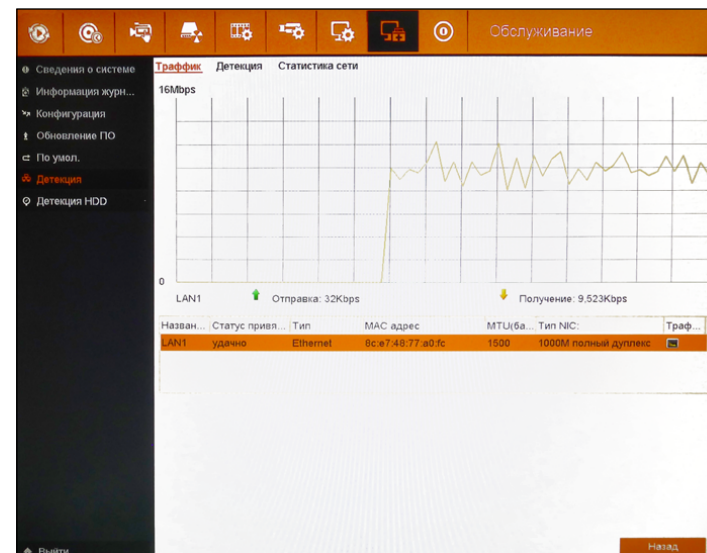 Обслуживание
Сведения о системе
Информация журн...
Конфигурация
Обновление ПО
По умол.
Детекция
Детекция HDD
Выйти
Траффик Детекция Статистика сети
16Mbps
0
LAN1 Отправка: 32Kbps Получение: 9,523Kbps
Назван... Статус привя... Тип MAC адрес MTU(ба... Тип NIC: Траф...
LAN1 удачно Ethernet 8c:e7:48:77:a0:fc 1500 1000M полный дуплекс
Назад